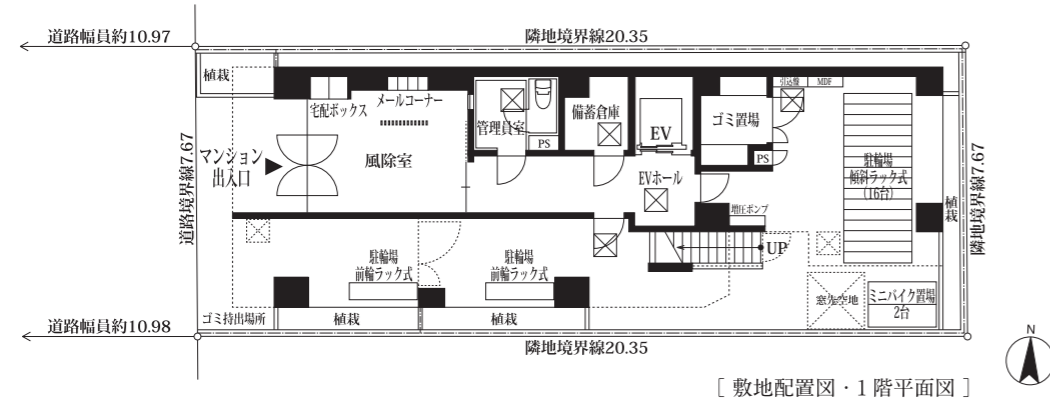 道路幅員約10.97
隣地境界線20.35
植栽
宅配ボックス
メールコーナー
管理員室
PS
備蓄倉庫
EV
ゴミ置場
引込盤
MDF
PS
駐輪場
傾斜ラック式
(16台)
マンション
出入口
風除室
EVホール
増圧ポンプ
植栽
道路境界線7.67
隣地境界線7.67
UP
駐輪場
前輪ラック式
駐輪場
前輪ラック式
窓先空地
ミニバイク置場
2台
ゴミ持出場所
植栽
植栽
道路幅員約10.98
隣地境界線20.35
N
[ 敷地配置図・1階平面図 ]